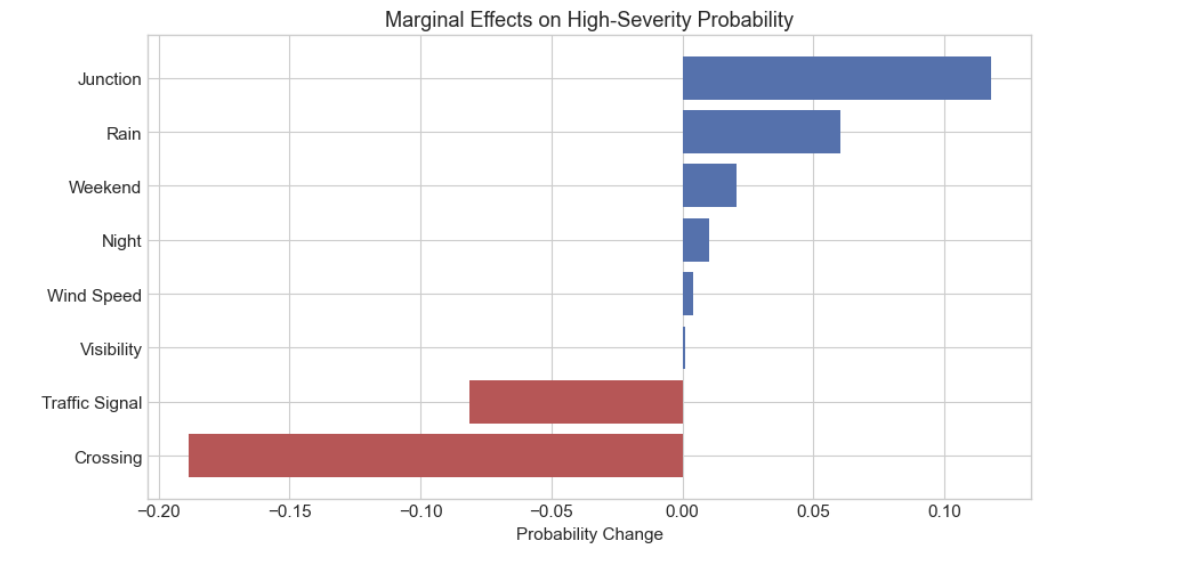 Marginal Effects on High-Severity Probability
Junction
Rain
Weekend
Night
Wind Speed
Visibility
Traffic Signal
Crossing
−0.20 −0.15 −0.10 −0.05 0.00 0.05 0.10
Probability Change